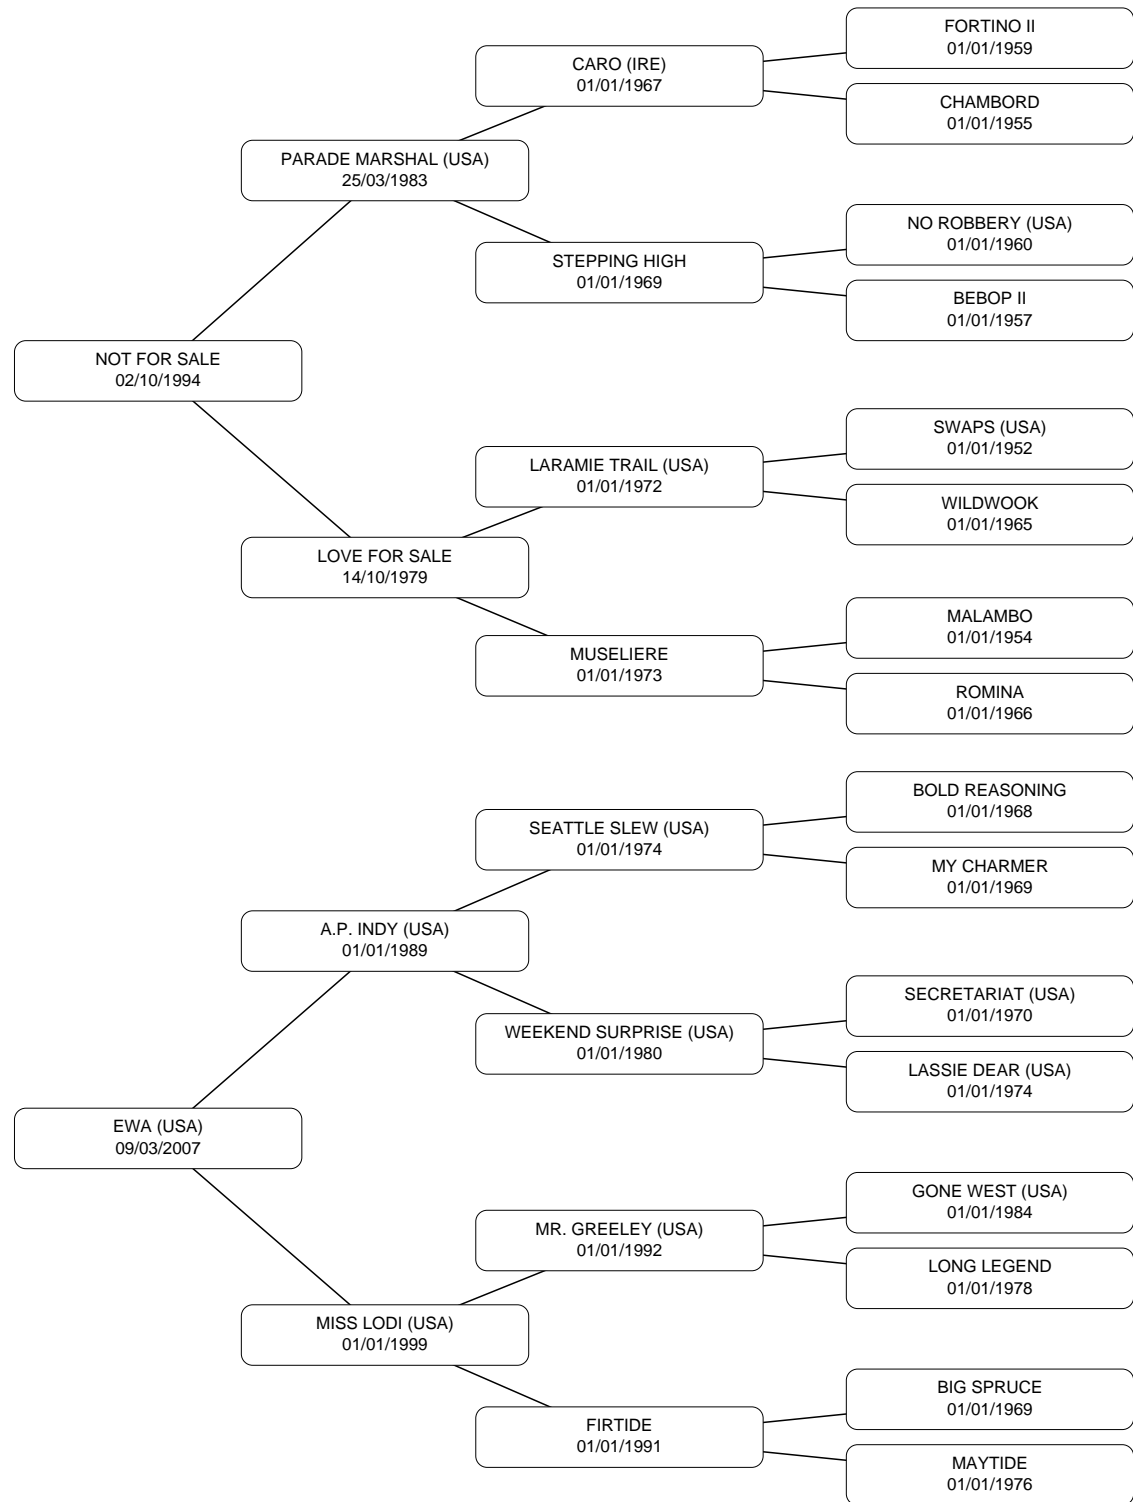 FORTINO II
01/01/1959
CARO (IRE)
01/01/1967
CHAMBORD
01/01/1955
PARADE MARSHAL (USA)
25/03/1983
NO ROBBERY (USA)
01/01/1960
STEPPING HIGH
01/01/1969
BEBOP II
01/01/1957
NOT FOR SALE
02/10/1994
SWAPS (USA)
01/01/1952
LARAMIE TRAIL (USA)
01/01/1972
WILDWOOK
01/01/1965
LOVE FOR SALE
14/10/1979
MALAMBO
01/01/1954
MUSELIERE
01/01/1973
ROMINA
01/01/1966
BOLD REASONING
01/01/1968
SEATTLE SLEW (USA)
01/01/1974
MY CHARMER
01/01/1969
A.P. INDY (USA)
01/01/1989
SECRETARIAT (USA)
01/01/1970
WEEKEND SURPRISE (USA)
01/01/1980
LASSIE DEAR (USA)
01/01/1974
EWA (USA)
09/03/2007
GONE WEST (USA)
01/01/1984
MR. GREELEY (USA)
01/01/1992
LONG LEGEND
01/01/1978
MISS LODI (USA)
01/01/1999
BIG SPRUCE
01/01/1969
FIRTIDE
01/01/1991
MAYTIDE
01/01/1976